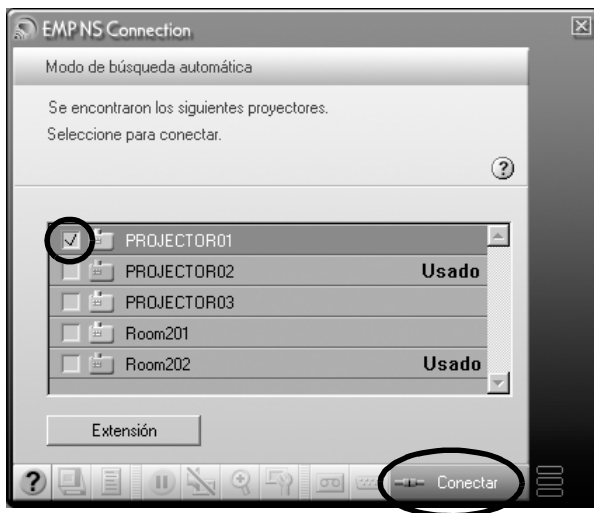 EMP NS Connection
Modo de búsqueda automática
Se encontraron los siguientes proyectores.
Seleccione para conectar.
?
PROJECTOR01
PROJECTOR02 Usado
PROJECTOR03
Room201
Room202 Usado
Extensión
? Conectar